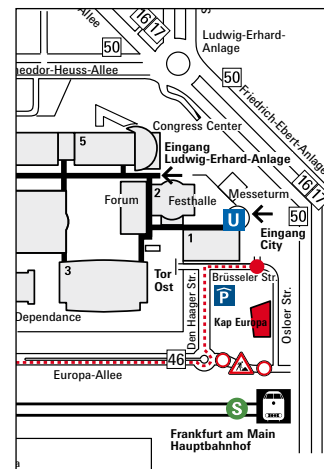 16 17
50
Ludwig-Erhard-
Anlage
heodor-Heuss-Allee
50
Friedrich-Ebert-Anlage
Congress Center
5
Eingang
Ludwig-Erhard-Anlage
16 17
2
Messeturm
Forum
Festhalle
50
U
Eingang
City
1
3
Tor
Ost
Brüsseler Str.
P
Den Haager Str.
Kap Europa
Osloer Str.
Dependance
46
Europa-Allee
S
Frankfurt am Main
Hauptbahnhof